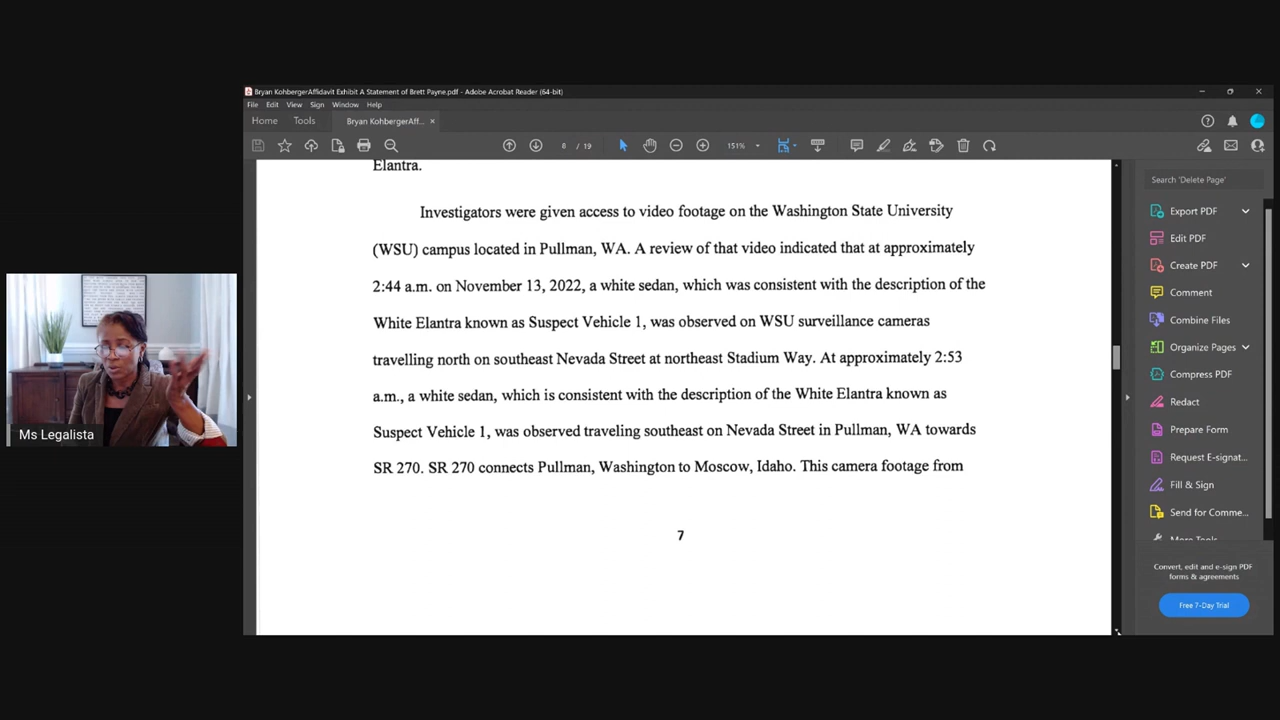 Bryan KohbergerAffidavit Exhibit A Statement of Brett Payne.pdf - Adobe Acrobat Reader (64-bit)
File Edit View Sign Window Help
Home Tools Bryan KohbergerAff... ×
8 / 19 151%
Elantra.
Investigators were given access to video footage on the Washington State University
(WSU) campus located in Pullman, WA. A review of that video indicated that at approximately
2:44 a.m. on November 13, 2022, a white sedan, which was consistent with the description of the
White Elantra known as Suspect Vehicle 1, was observed on WSU surveillance cameras
travelling north on southeast Nevada Street at northeast Stadium Way. At approximately 2:53
a.m., a white sedan, which is consistent with the description of the White Elantra known as
Suspect Vehicle 1, was observed traveling southeast on Nevada Street in Pullman, WA towards
SR 270. SR 270 connects Pullman, Washington to Moscow, Idaho. This camera footage from
7
Search 'Delete Page'
Export PDF
Edit PDF
Create PDF
Comment
Combine Files
Organize Pages
Compress PDF
Redact
Prepare Form
Request E-signat...
Fill & Sign
Send for Comme...
More Tools
Convert, edit and e-sign PDF
forms & agreements
Free 7-Day Trial
Ms Legalista